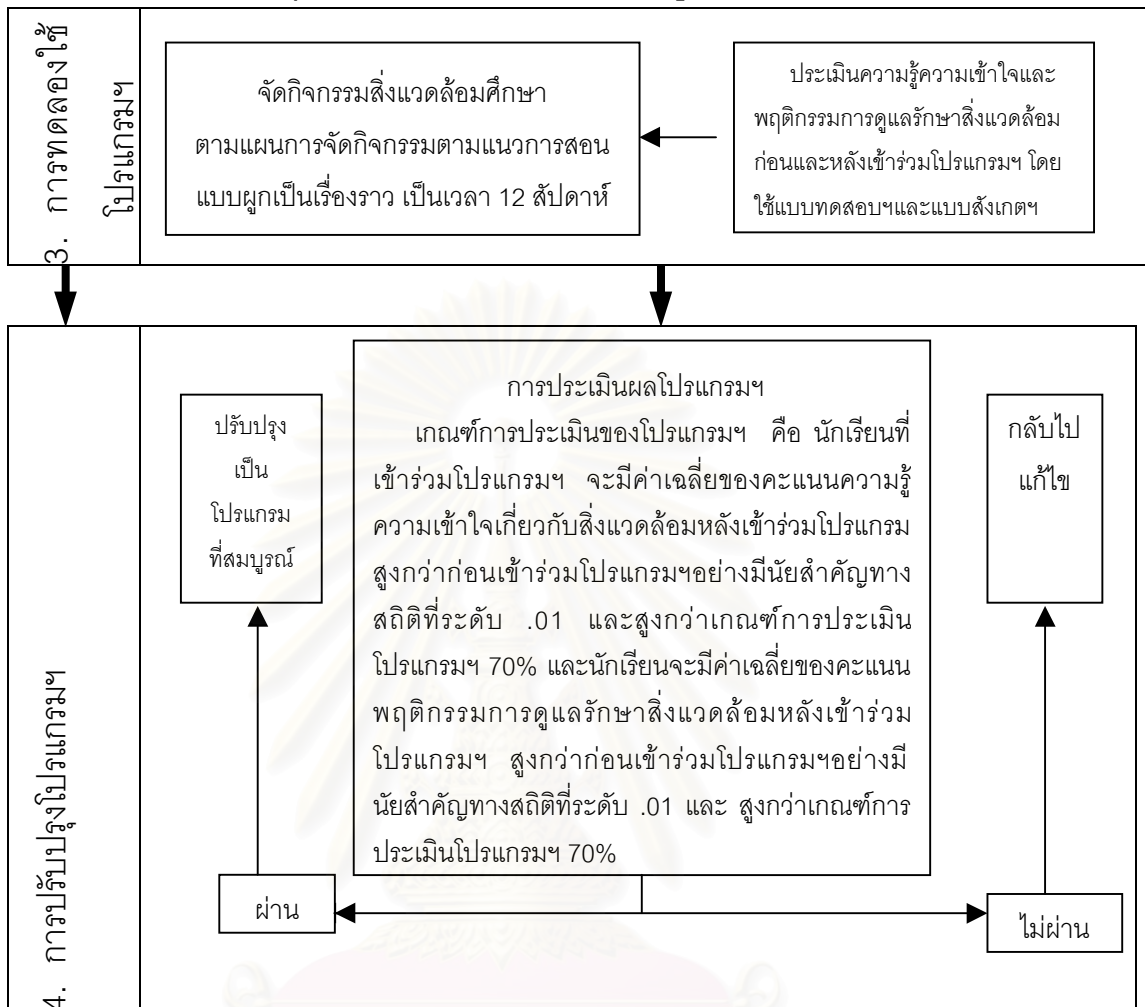 3. การทดลองใช้
โปรแกรมฯ
จัดกิจกรรมสิ่งแวดล้อมศึกษา
ตามแผนการจัดกิจกรรมตามแนวการสอน
แบบผูกเป็นเรื่องราว เป็นเวลา 12 สัปดาห์
ประเมินความรู้ความเข้าใจและ
พฤติกรรมการดูแลรักษาสิ่งแวดล้อม
ก่อนและหลังเข้าร่วมโปรแกรมฯ โดย
ใช้แบบทดสอบฯและแบบสังเกตฯ
4. การปรับปรุงโปรแกรมฯ
ปรับปรุง
เป็น
โปรแกรม
ที่สมบูรณ์
การประเมินผลโปรแกรมฯ
เกณฑ์การประเมินของโปรแกรมฯ คือ นักเรียนที่
เข้าร่วมโปรแกรมฯ จะมีค่าเฉลี่ยของคะแนนความรู้
ความเข้าใจเกี่ยวกับสิ่งแวดล้อมหลังเข้าร่วมโปรแกรม
สูงกว่าก่อนเข้าร่วมโปรแกรมฯอย่างมีนัยสำคัญทาง
สถิติที่ระดับ .01 และสูงกว่าเกณฑ์การประเมิน
โปรแกรมฯ 70% และนักเรียนจะมีค่าเฉลี่ยของคะแนน
พฤติกรรมการดูแลรักษาสิ่งแวดล้อมหลังเข้าร่วม
โปรแกรมฯ สูงกว่าก่อนเข้าร่วมโปรแกรมฯอย่างมี
นัยสำคัญทางสถิติที่ระดับ .01 และ สูงกว่าเกณฑ์การ
ประเมินโปรแกรมฯ 70%
กลับไป
แก้ไข
ผ่าน
ไม่ผ่าน